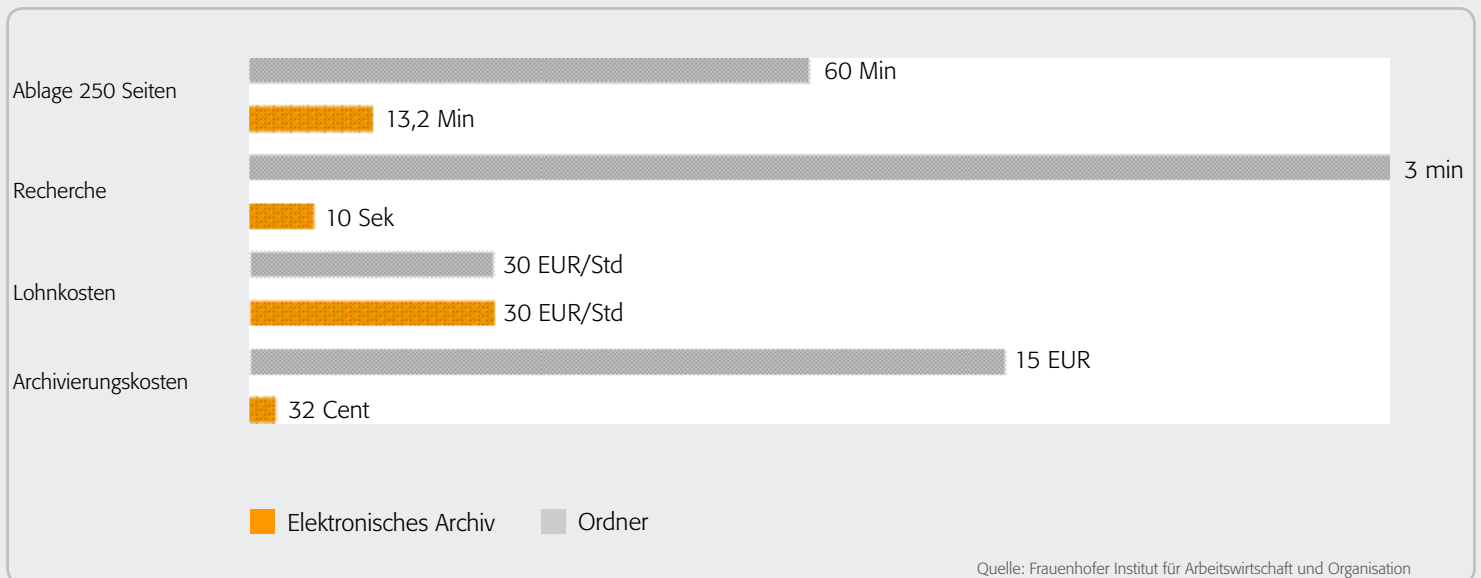 Ablage 250 Seiten
60 Min
13,2 Min
Recherche
3 min
10 Sek
Lohnkosten
30 EUR/Std
30 EUR/Std
Archivierungskosten
15 EUR
32 Cent
Elektronisches Archiv
Ordner
Quelle: Frauenhofer Institut für Arbeitswirtschaft und Organisation